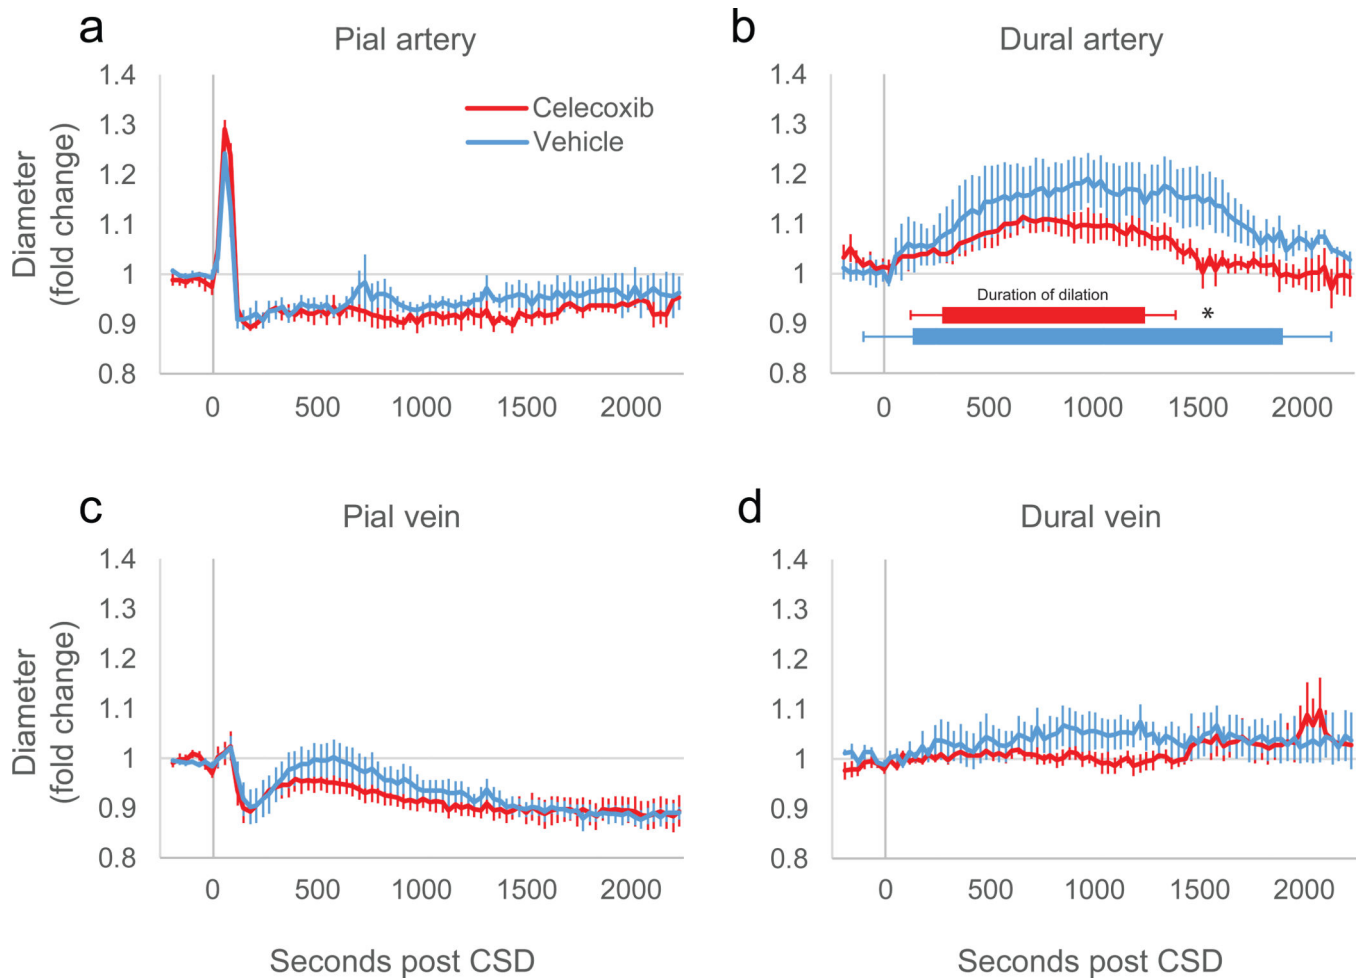 a
Pial artery
1.4
1.3
1.2
1.1
1
0.9
0.8
Diameter
(fold change)
Celecoxib
Vehicle
0 500 1000 1500 2000
b
Dural artery
1.4
1.3
1.2
1.1
1
0.9
0.8
Duration of dilation
*
0 500 1000 1500 2000
c
Pial vein
1.4
1.3
1.2
1.1
1
0.9
0.8
Diameter
(fold change)
0 500 1000 1500 2000
Seconds post CSD
d
Dural vein
1.4
1.3
1.2
1.1
1
0.9
0.8
0 500 1000 1500 2000
Seconds post CSD